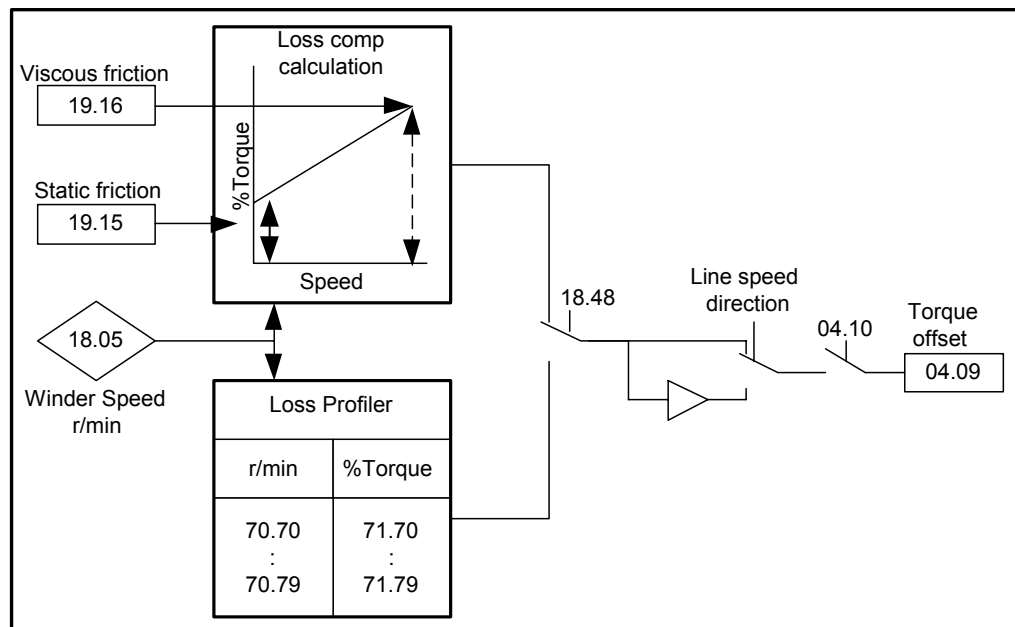 Loss comp
calculation
Viscous friction
19.16
%Torque
Static friction
19.15
Speed
18.05
Winder Speed
r/min
18.48
Line speed
direction
04.10
Torque
offset
04.09
Loss Profiler
r/min %Torque
70.70 71.70
: :
70.79 71.79